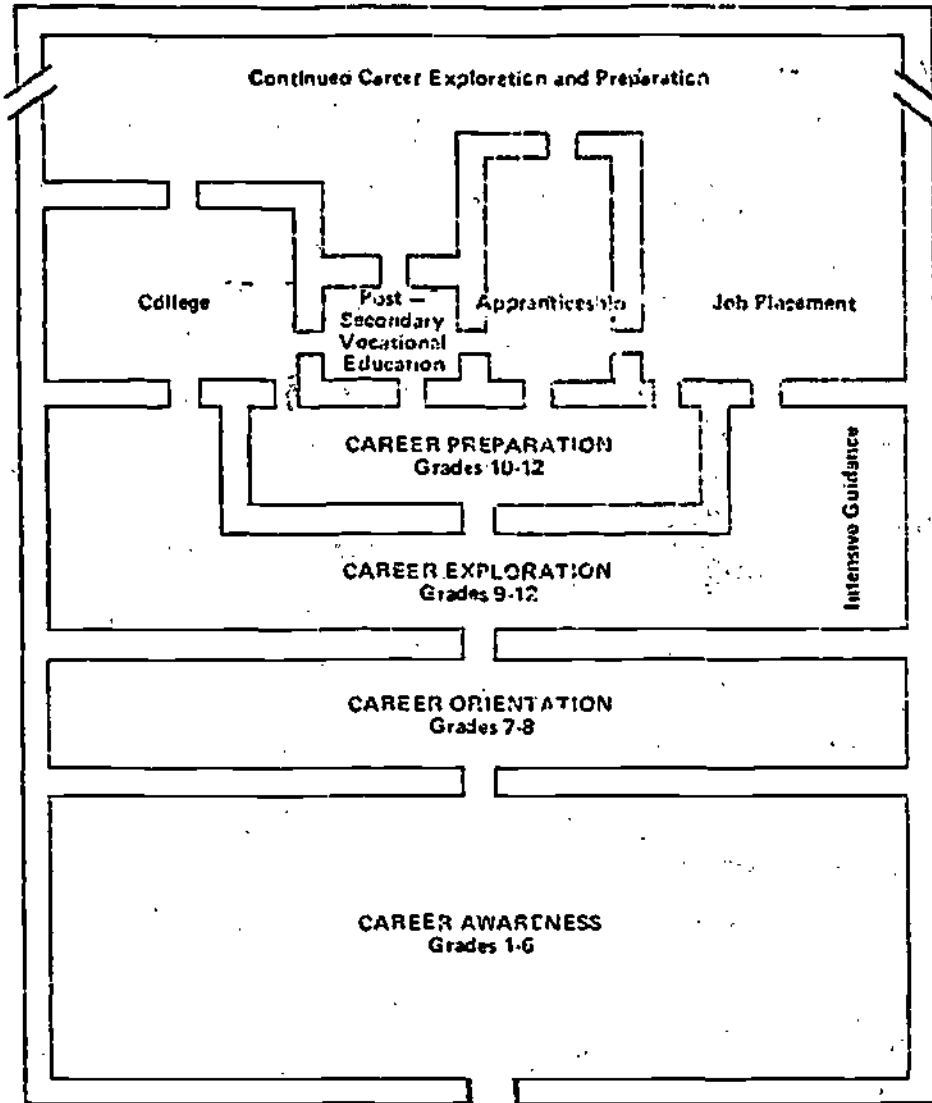 Continued Career Exploration and Preparation
College
Post –
Secondary
Vocational
Education
Apprenticeship
Job Placement
CAREER PREPARATION
Grades 10-12
Intensive Guidance
CAREER EXPLORATION
Grades 9-12
CAREER ORIENTATION
Grades 7-8
CAREER AWARENESS
Grades 1-6